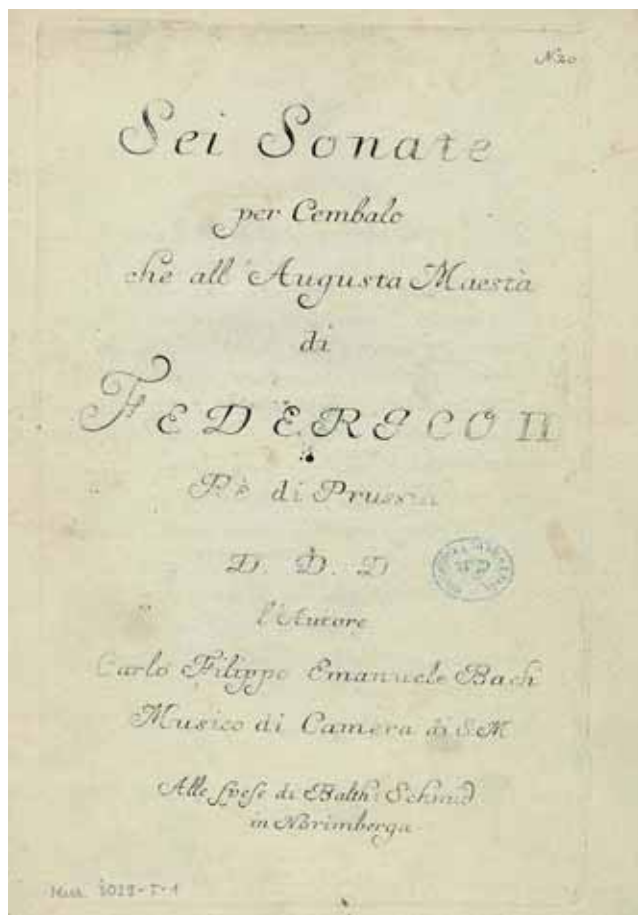 No 20
Sei Sonate
per Cembalo
che all' Augusta Maestà
di
FEDERICO II
Rè di Prussia
D. D. D
l'Autore
Carlo Filippo Emanuele Bach
Musico di Camera di S. M.
Alle spese di Balth: Schmid
in Norimberga